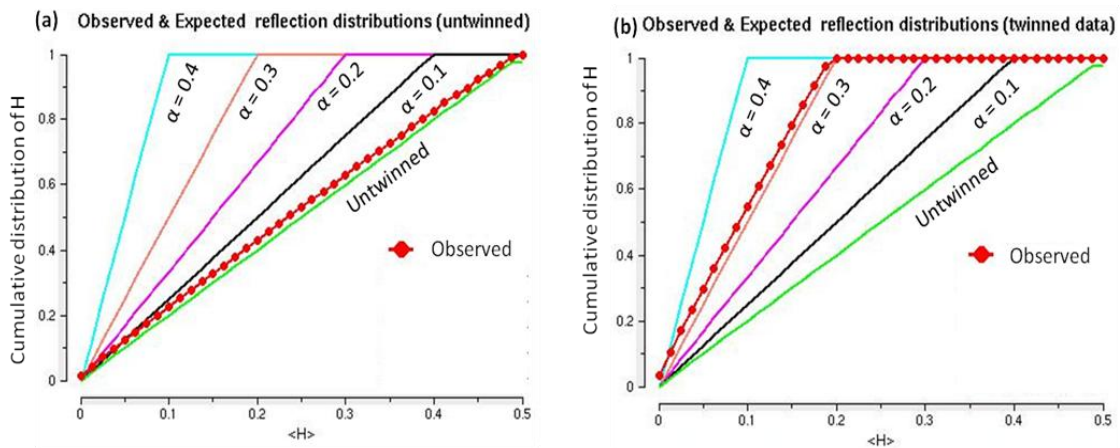 (a) Observed & Expected reflection distributions (untwinned)
Cumulative distribution of H
1
0.8
0.6
0.4
0.2
0
α = 0.4
α = 0.3
α = 0.2
α = 0.1
Untwinned
Observed
0
0.1
0.2
0.3
0.4
0.5
<H>
(b) Observed & Expected reflection distributions (twinned data)
Cumulative distribution of H
1
0.8
0.6
0.4
0.2
0
α = 0.4
α = 0.3
α = 0.2
α = 0.1
Untwinned
Observed
0
0.1
0.2
0.3
0.4
0.5
<H>